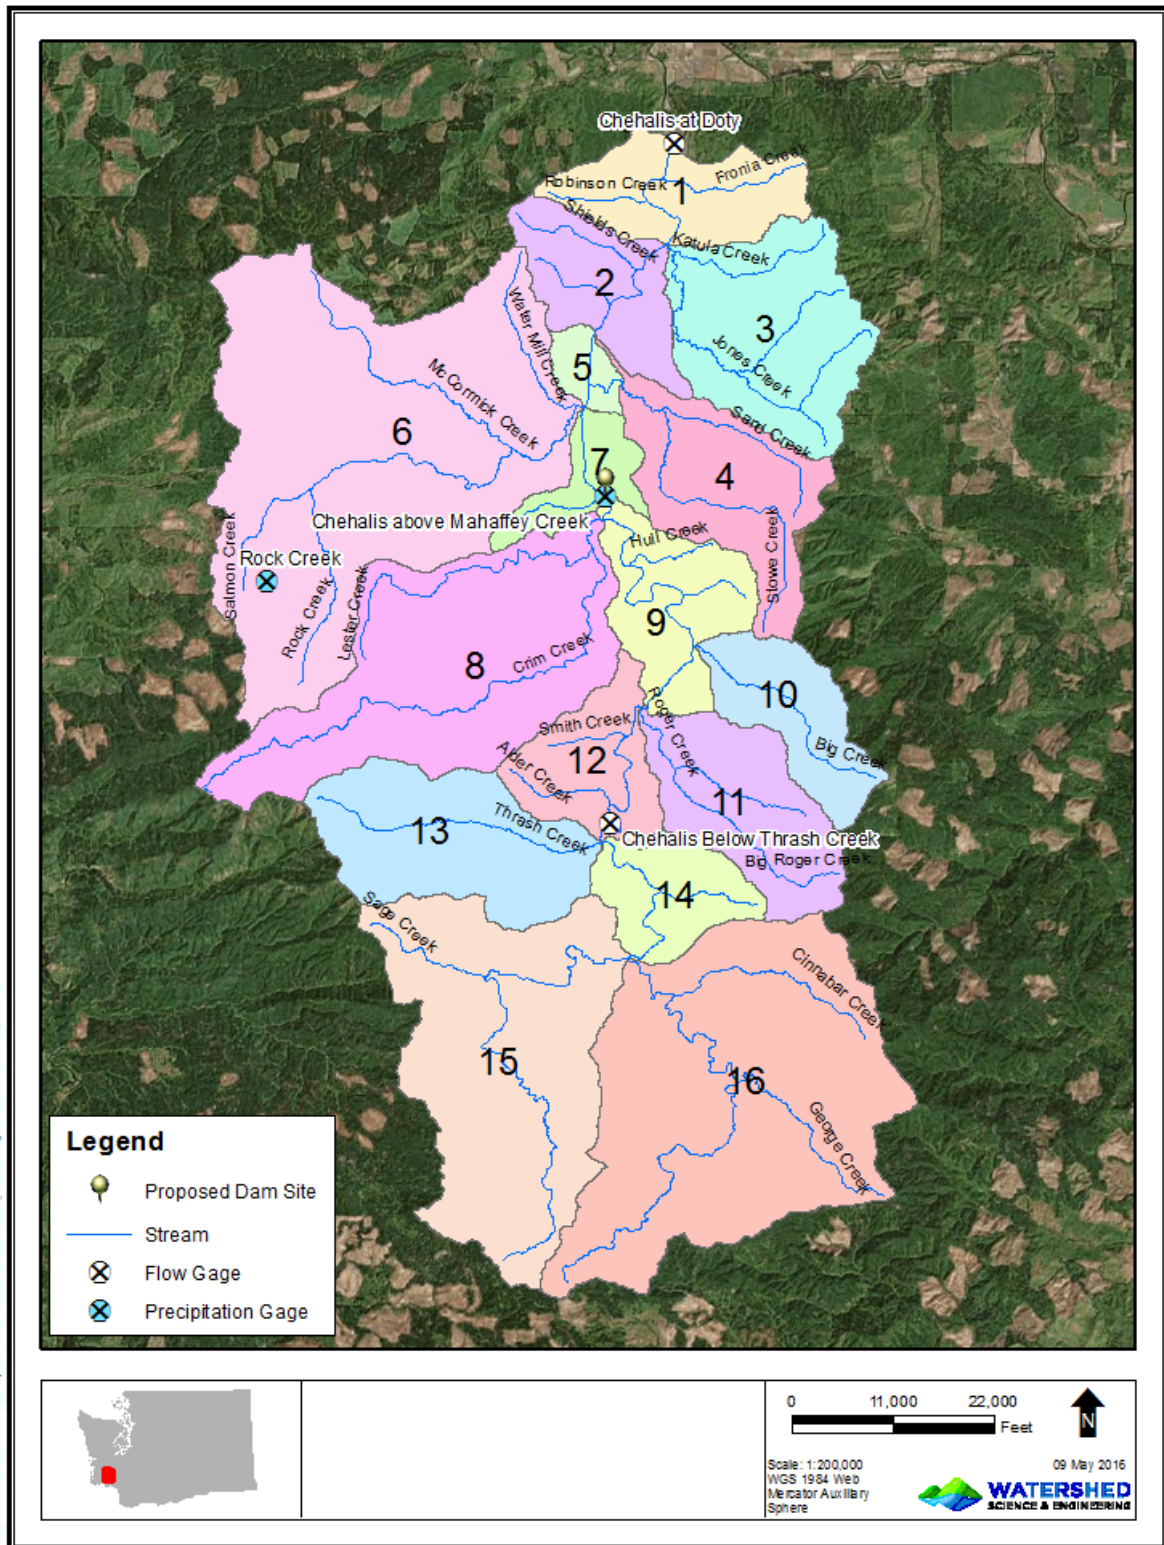 Chehalis at Doty
Fronia Creek
Robinson Creek
1
Shields Creek
Katula Creek
2
3
Water Mill Creek
Jones Creek
5
McCormick Creek
Sand Creek
6
7
4
Chehalis above Mahaffey Creek
Hull Creek
Rock Creek
Salmon Creek
Rock Creek
Lester Creek
Stowe Creek
9
8
Crim Creek
10
Roger Creek
Smith Creek
Big Creek
12
Alder Creek
11
13
Thrash Creek
Chehalis Below Thrash Creek
Big Roger Creek
14
Sage Creek
Cinnabar Creek
15
16
George Creek
Legend
Proposed Dam Site
Stream
Flow Gage
Precipitation Gage
0 11,000 22,000
Feet
N
Scale: 1:200,000
WGS 1984 Web
Mercator Auxiliary
Sphere
09 May 2016
WATERSHED
SCIENCE & ENGINEERING